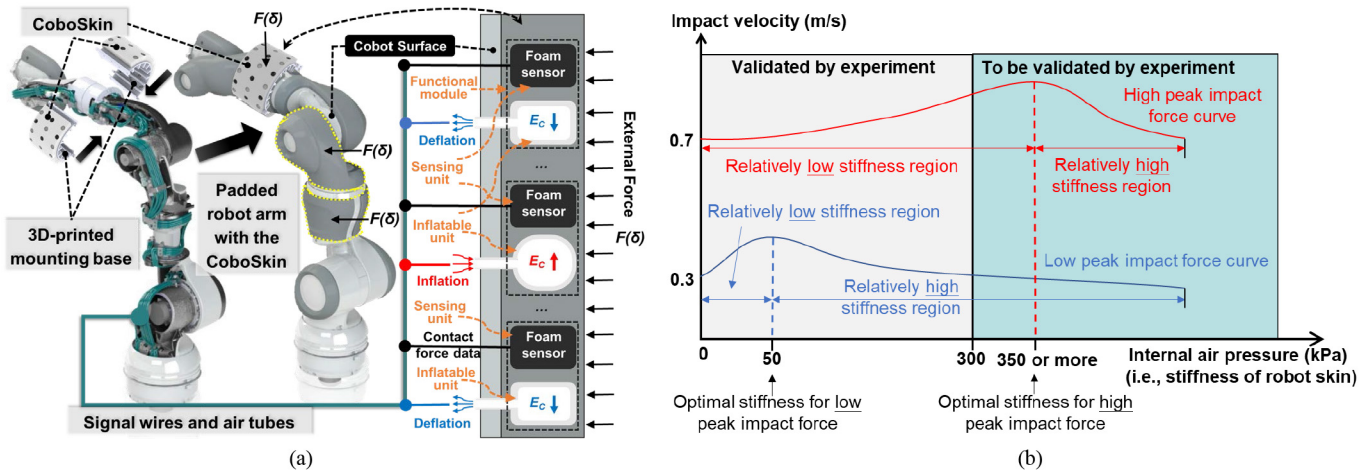 CoboSkin
F(δ)
3D-printed
mounting base
Padded
robot arm
with the
CoboSkin
F(δ)
F(δ)
Signal wires and air tubes
Cobot Surface
Functional
module
Deflation
Sensing
unit
Inflatable
unit
Inflation
Sensing
unit
Contact
force data
Inflatable
unit
Deflation
Foam
sensor
EC ↓
...
Foam
sensor
EC ↑
...
Foam
sensor
EC ↓
External Force
F(δ)
(a)
Impact velocity (m/s)
Validated by experiment
To be validated by experiment
High peak impact
force curve
0.7
Relatively low stiffness region
Relatively high
stiffness region
Relatively low stiffness region
Low peak impact force curve
0.3
Relatively high
stiffness region
0
50
300
350 or more
Internal air pressure (kPa)
(i.e., stiffness of robot skin)
Optimal stiffness for low
peak impact force
Optimal stiffness for high
peak impact force
(b)